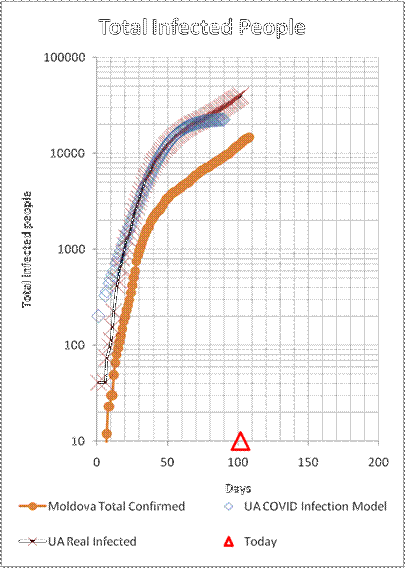 Total Infected People
100000
10000
1000
100
10
Total infected people
0 50 100 150 200
Days
Moldova Total Confirmed
UA COVID Infection Model
UA Real Infected
Today